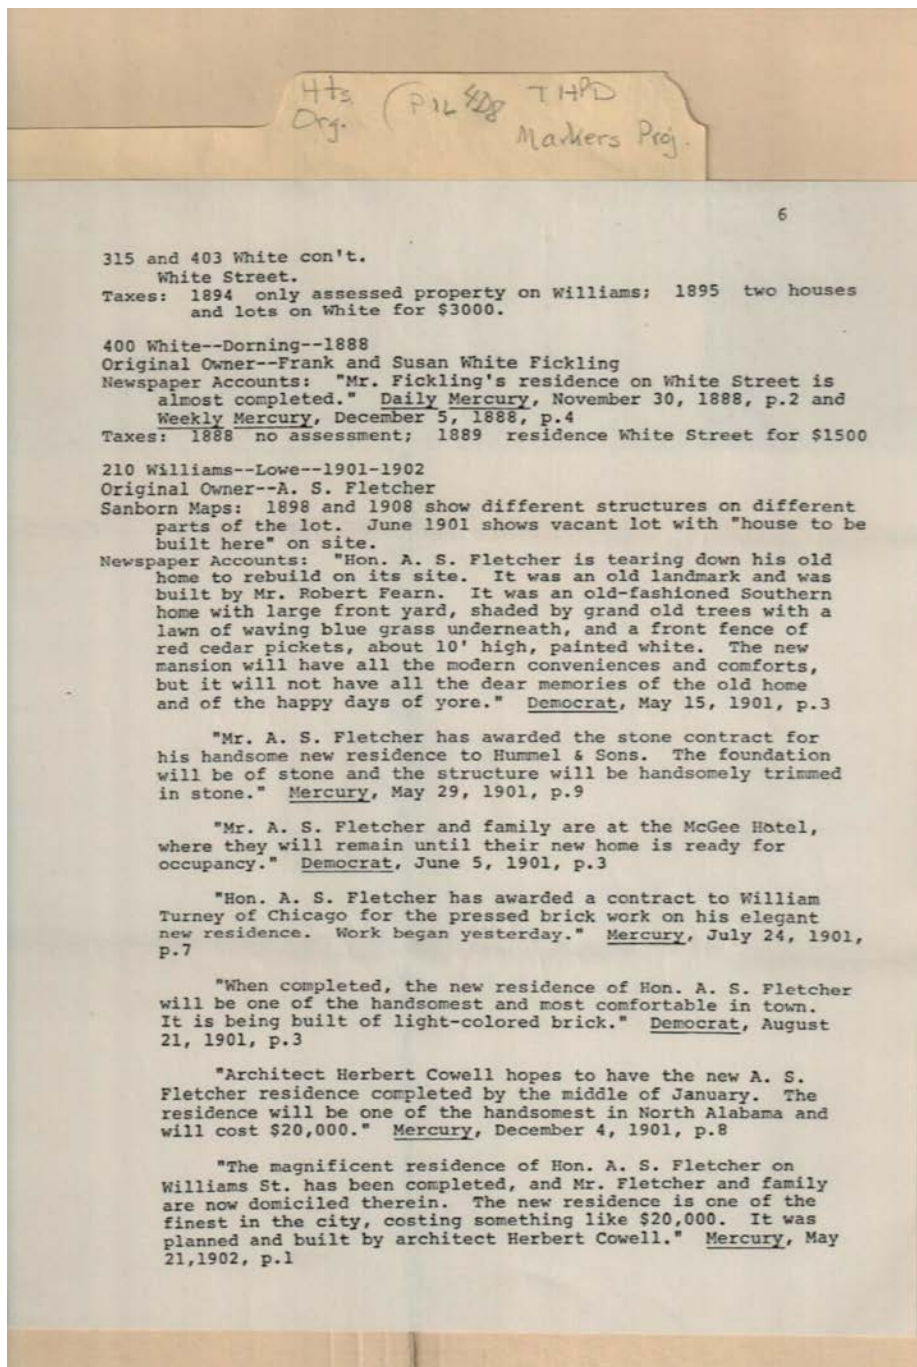 Hts. (P1L 4D8 THPD
Org. Markers Proj.
6
315 and 403 White con't.
White Street.
Taxes: 1894 only assessed property on Williams; 1895 two houses
and lots on White for $3000.
400 White--Dorning--1888
Original Owner--Frank and Susan White Fickling
Newspaper Accounts: "Mr. Fickling's residence on White Street is
almost completed." Daily Mercury, November 30, 1888, p.2 and
Weekly Mercury, December 5, 1888, p.4
Taxes: 1888 no assessment; 1889 residence White Street for $1500
210 Williams--Lowe--1901-1902
Original Owner--A. S. Fletcher
Sanborn Maps: 1898 and 1908 show different structures on different
parts of the lot. June 1901 shows vacant lot with "house to be
built here" on site.
Newspaper Accounts: "Hon. A. S. Fletcher is tearing down his old
home to rebuild on its site. It was an old landmark and was
built by Mr. Robert Fearn. It was an old-fashioned Southern
home with large front yard, shaded by grand old trees with a
lawn of waving blue grass underneath, and a front fence of
red cedar pickets, about 10' high, painted white. The new
mansion will have all the modern conveniences and comforts,
but it will not have all the dear memories of the old home
and of the happy days of yore." Democrat, May 15, 1901, p.3
"Mr. A. S. Fletcher has awarded the stone contract for
his handsome new residence to Hummel & Sons. The foundation
will be of stone and the structure will be handsomely trimmed
in stone." Mercury, May 29, 1901, p.9
"Mr. A. S. Fletcher and family are at the McGee Hotel,
where they will remain until their new home is ready for
occupancy." Democrat, June 5, 1901, p.3
"Hon. A. S. Fletcher has awarded a contract to William
Turney of Chicago for the pressed brick work on his elegant
new residence. Work began yesterday." Mercury, July 24, 1901,
p.7
"When completed, the new residence of Hon. A. S. Fletcher
will be one of the handsomest and most comfortable in town.
It is being built of light-colored brick." Democrat, August
21, 1901, p.3
"Architect Herbert Cowell hopes to have the new A. S.
Fletcher residence completed by the middle of January. The
residence will be one of the handsomest in North Alabama and
will cost $20,000." Mercury, December 4, 1901, p.8
"The magnificent residence of Hon. A. S. Fletcher on
Williams St. has been completed, and Mr. Fletcher and family
are now domiciled therein. The new residence is one of the
finest in the city, costing something like $20,000. It was
planned and built by architect Herbert Cowell." Mercury, May
21,1902, p.1